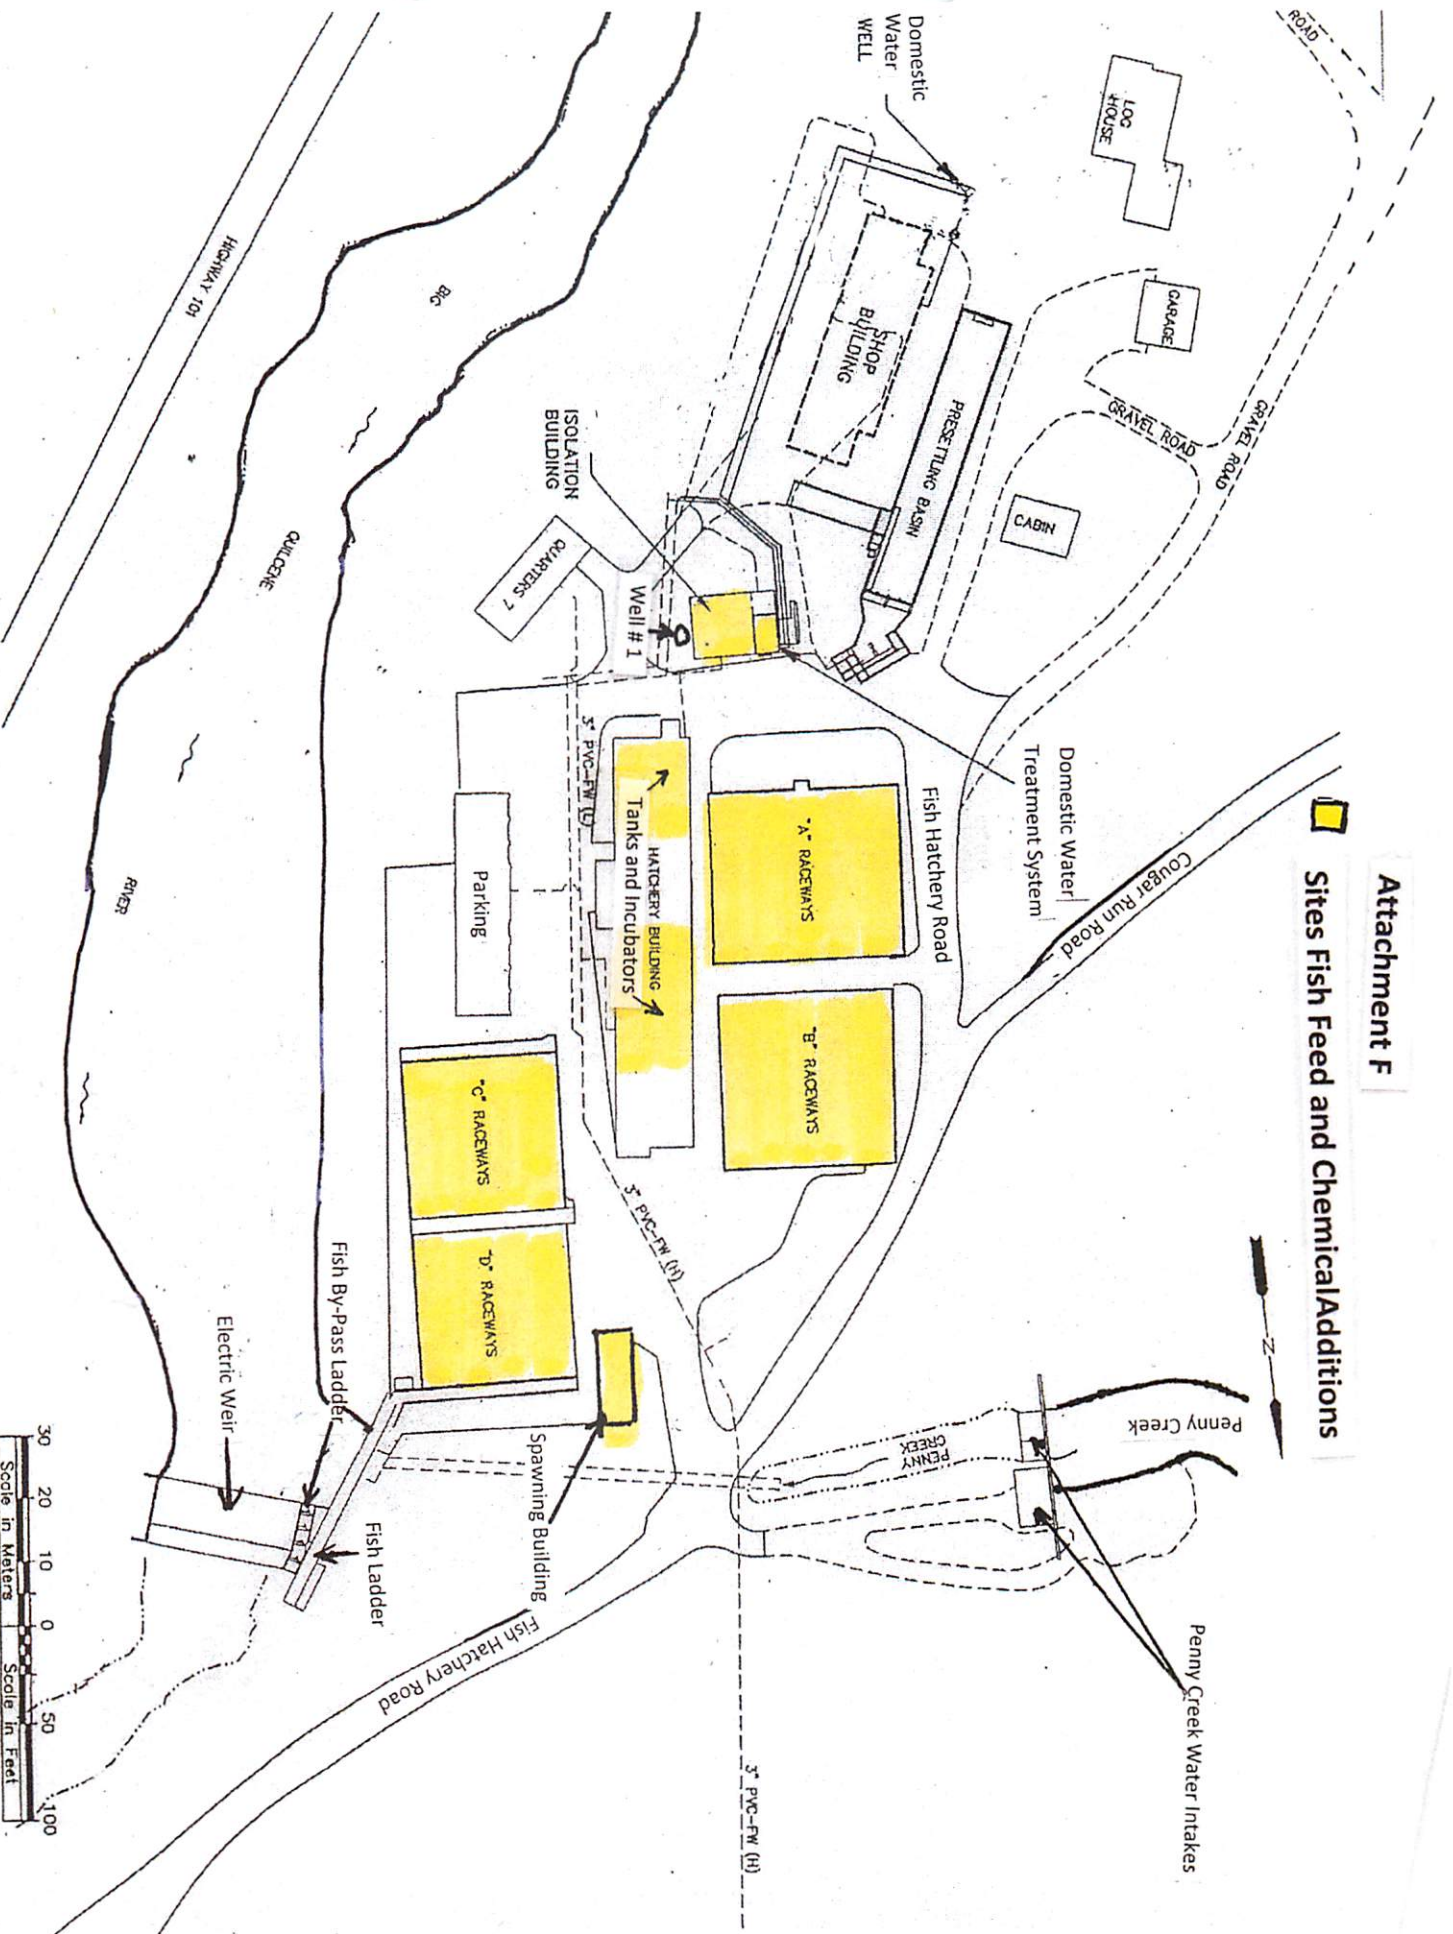 Attachment F
Sites Fish Feed and ChemicalAdditions
N
ROAD
LOG
HOUSE
GARAGE
GRAVEL ROAD
GRAVEL ROAD
CABIN
Domestic
Water
WELL
SHOP
BUILDING
PRESETTLING BASIN
ISOLATION
BUILDING
QUARTERS 7
Well # 1
Domestic Water
Treatment System
Cougar Run Road
Fish Hatchery Road
"A" RACEWAYS
"B" RACEWAYS
HATCHERY BUILDING
Tanks and Incubators
3" PVC-FW (L)
Parking
"C" RACEWAYS
"D" RACEWAYS
3" PVC-FW (H)
Penny Creek
PENNY
CREEK
Penny Creek Water Intakes
Spawning Building
Fish By-Pass Ladder
Electric Weir
Fish Ladder
Fish Hatchery Road
3" PVC-FW (H)
HIGHWAY 101
BIG
QUILCENE
RIVER
30 20 10 0 50 100
Scale in Meters Scale in Feet